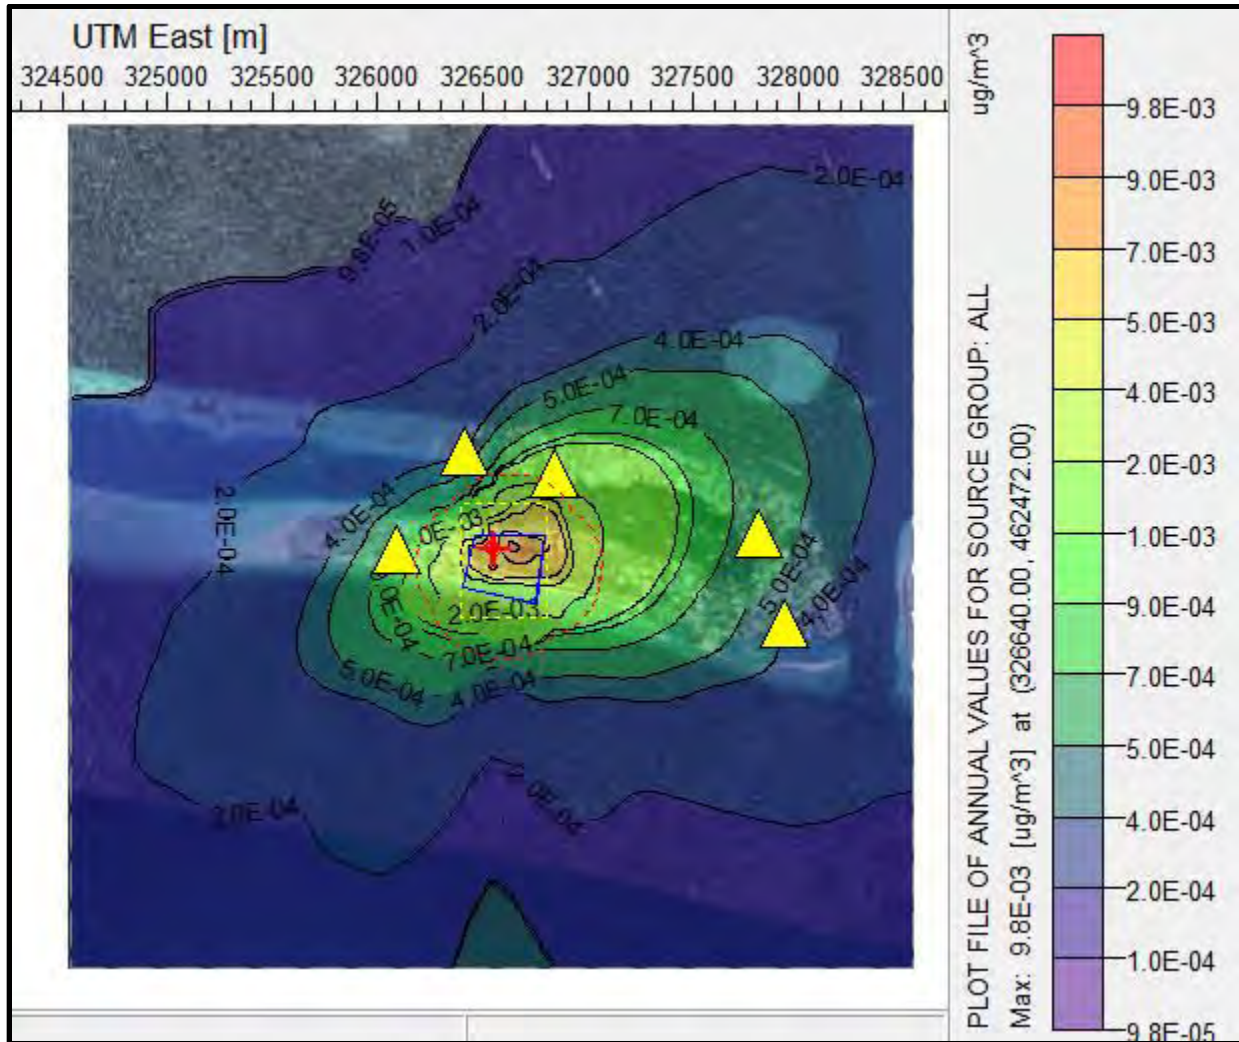 UTM East [m]
324500 325000 325500 326000 326500 327000 327500 328000 328500
2.0E-04
9.8E-05
1.0E-04
2.0E-04
4.0E-04
5.0E-04
7.0E-04
2.0E-04
4.0E-04
5.0E-04
4.0E-04
2.0E-03
7.0E-04
5.0E-04
4.0E-04
2.0E-04
PLOT FILE OF ANNUAL VALUES FOR SOURCE GROUP: ALL
Max: 9.8E-03 [ug/m^3] at (326640.00, 462472.00)
ug/m^3
9.8E-03
9.0E-03
7.0E-03
5.0E-03
4.0E-03
2.0E-03
1.0E-03
9.0E-04
7.0E-04
5.0E-04
4.0E-04
2.0E-04
1.0E-04
9.8E-05